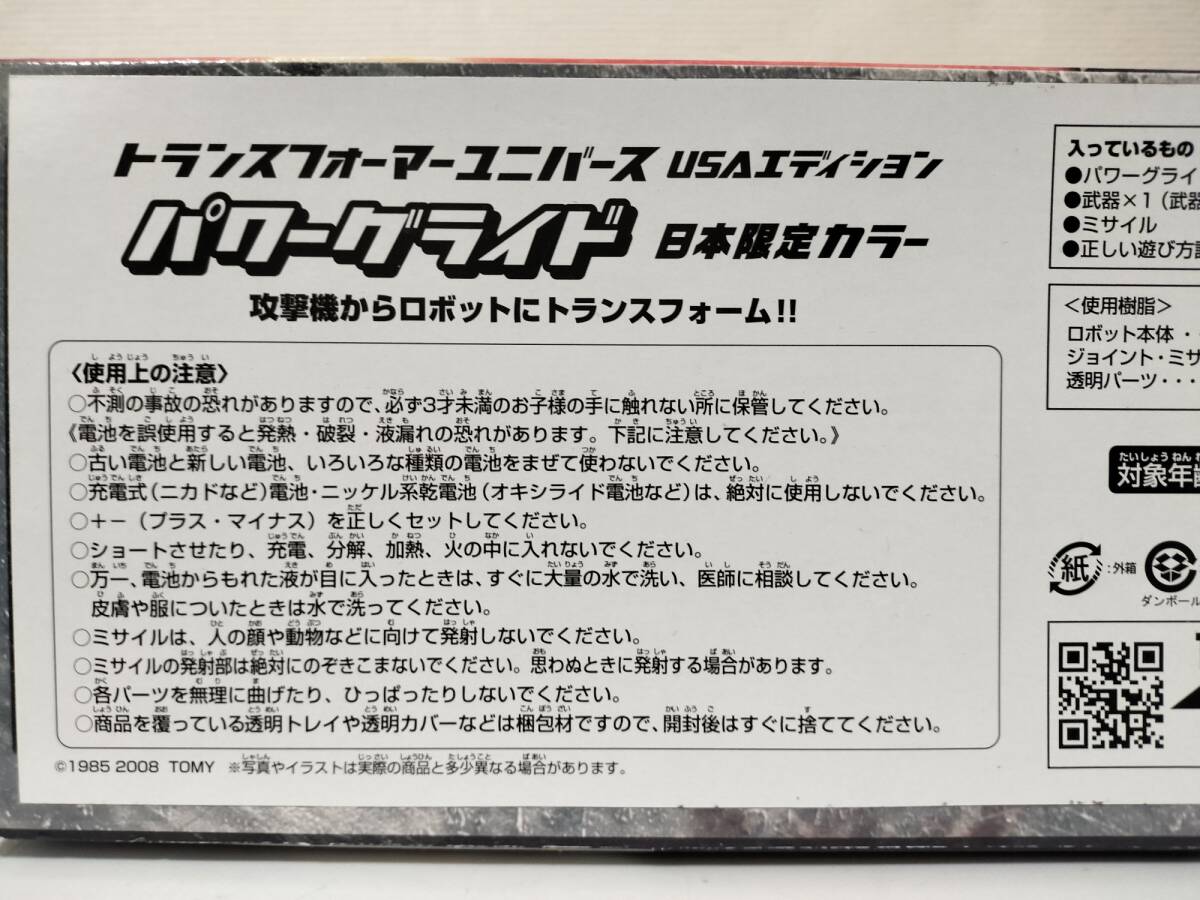 トランスフォーマーユニバース USAエディション
パワーグライド 日本限定カラー
攻撃機からロボットにトランスフォーム!!
〈使用上の注意〉
○不測の事故の恐れがありますので、必ず3才未満のお子様の手に触れない所に保管してください。
《電池を誤使用すると発熱・破裂・液漏れの恐れがあります。下記に注意してください。》
○古い電池と新しい電池、いろいろな種類の電池をまぜて使わないでください。
○充電式(ニカドなど)電池・ニッケル系乾電池(オキシライド電池など)は、絶対に使用しないでください。
○+-(プラス・マイナス)を正しくセットしてください。
○ショートさせたり、充電、分解、加熱、火の中に入れないでください。
○万一、電池からもれた液が目に入ったときは、すぐに大量の水で洗い、医師に相談してください。
皮膚や服についたときは水で洗ってください。
○ミサイルは、人の顔や動物などに向けて発射しないでください。
○ミサイルの発射部は絶対にのぞきこまないでください。思わぬときに発射する場合があります。
○各パーツを無理に曲げたり、ひっぱったりしないでください。
○商品を覆っている透明トレイや透明カバーなどは梱包材ですので、開封後はすぐに捨ててください。
©1985 2008 TOMY ※写真やイラストは実際の商品と多少異なる場合があります。
入っているもの
●パワーグライ
●武器×1(武器
●ミサイル
●正しい遊び方説
<使用樹脂>
ロボット本体・・
ジョイント・ミサ
透明パーツ・・・
対象年齢
紙:外箱
ダンボール